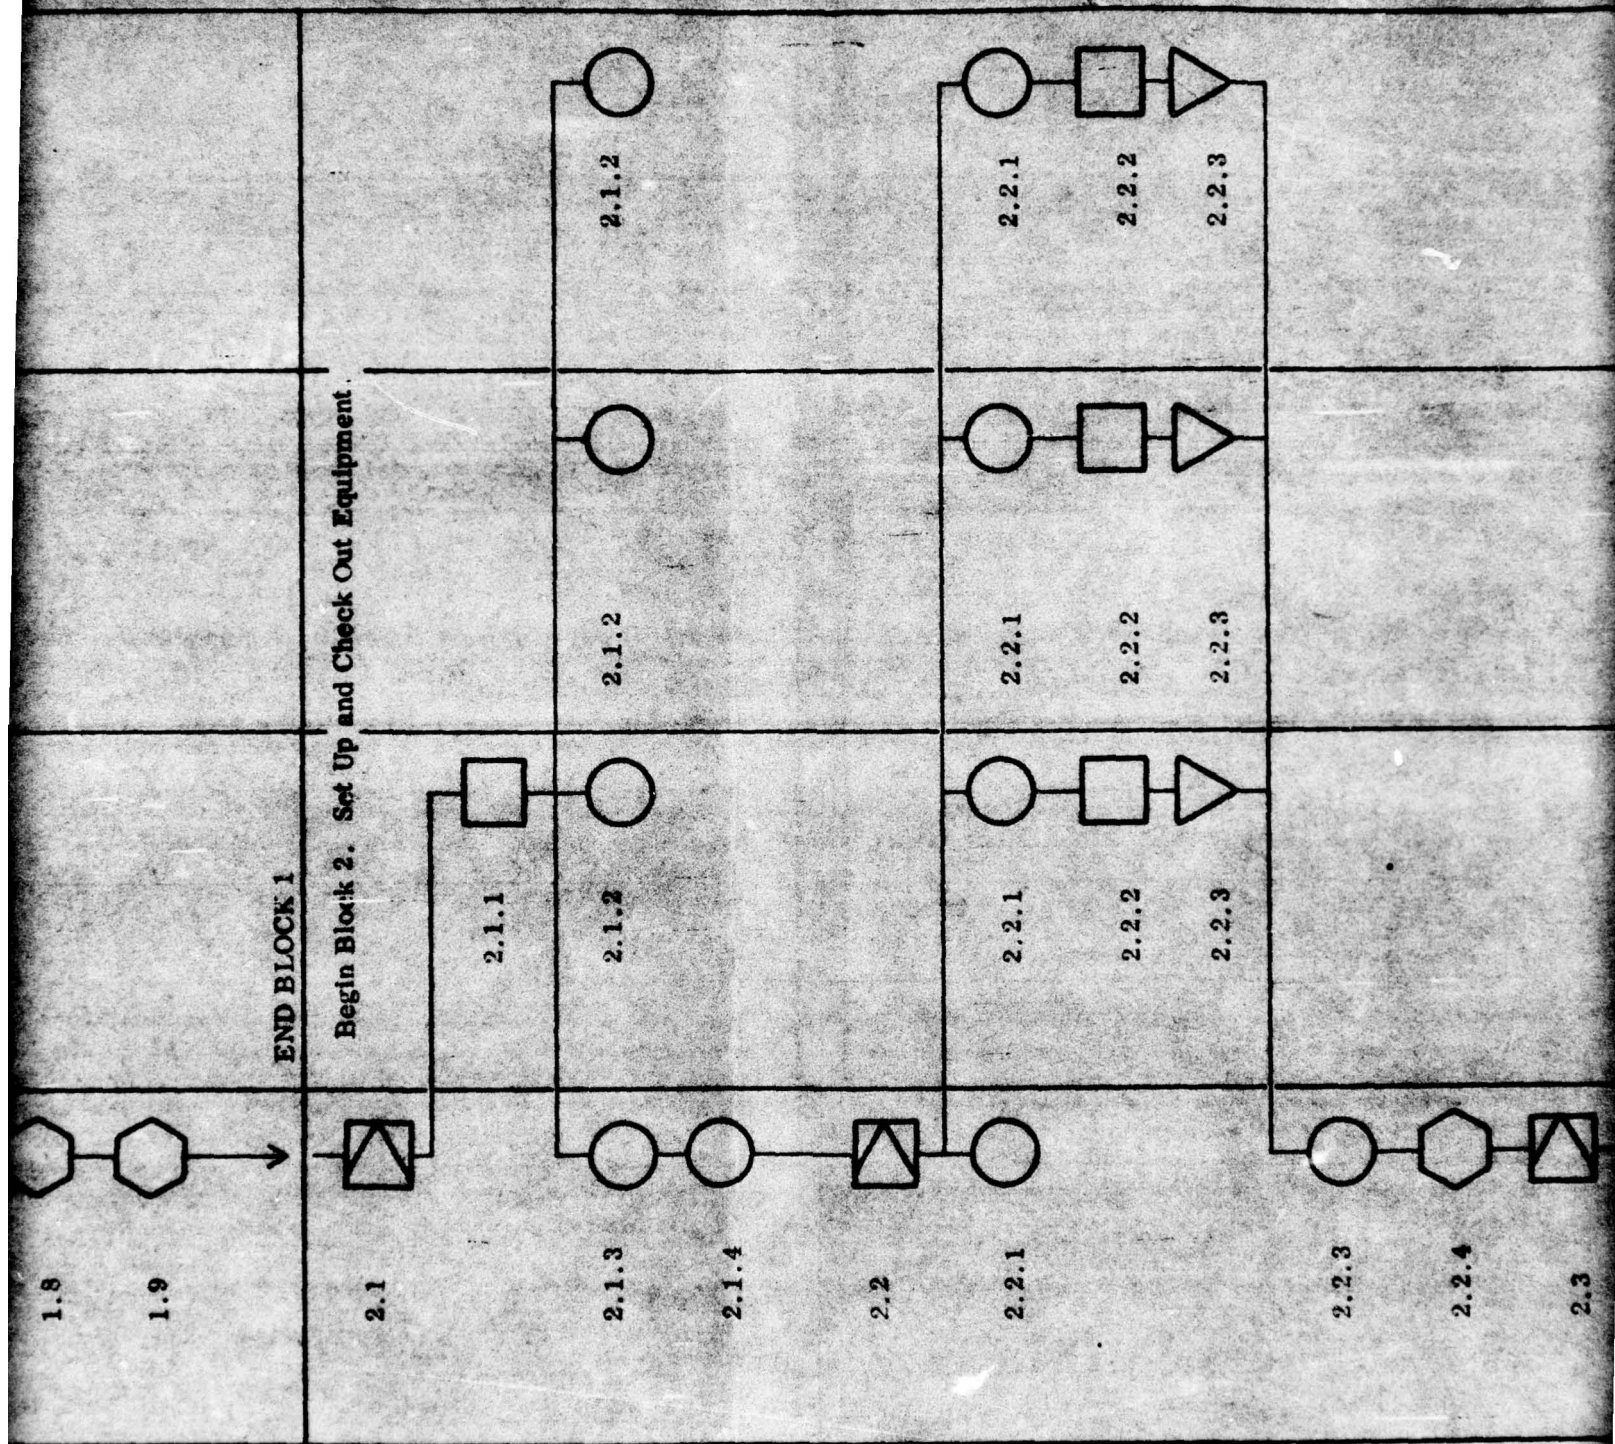 1.8
1.9
END BLOCK 1
Begin Block 2. Set Up and Check Out Equipment.
2.1
2.1.1
2.1.3 2.1.2 2.1.2 2.1.2
2.1.4
2.2
2.2.1 2.2.1 2.2.1 2.2.1
2.2.2 2.2.2 2.2.2
2.2.3 2.2.3 2.2.3
2.2.3
2.2.4
2.3